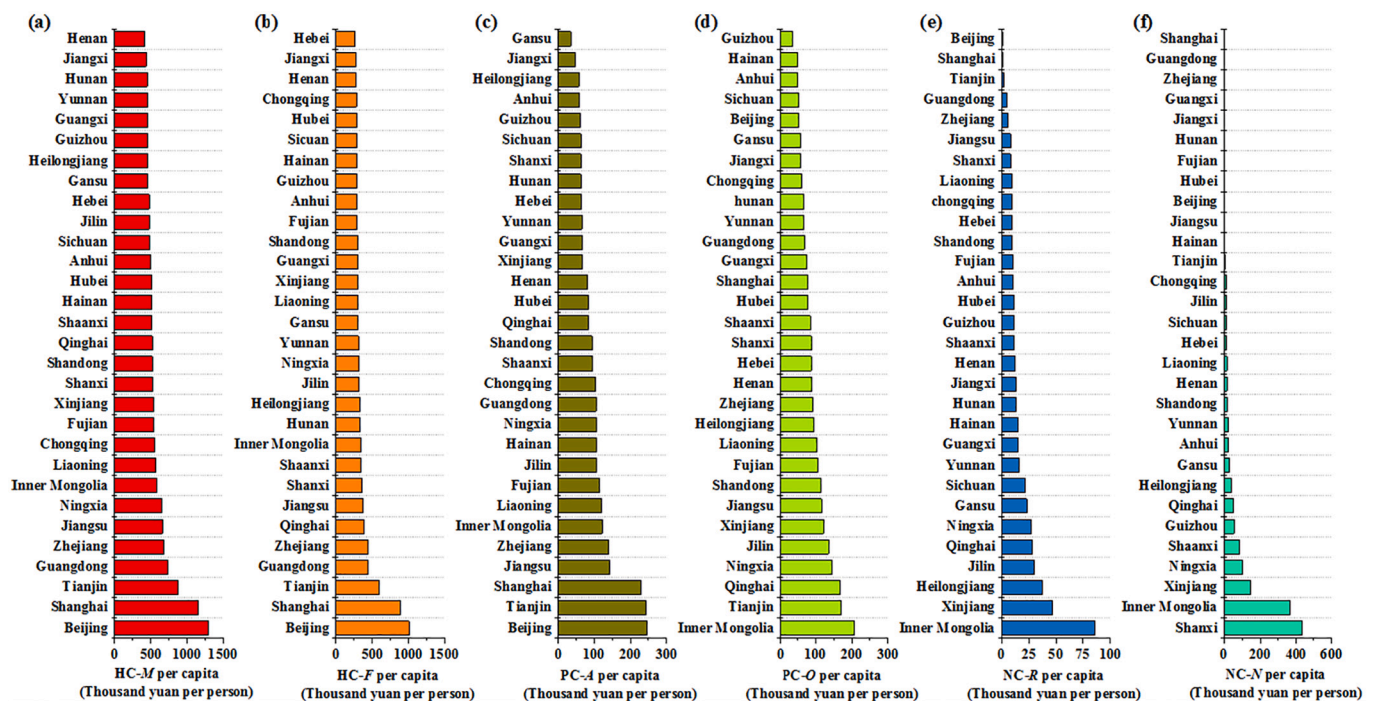 (a)
Henan
Jiangxi
Hunan
Yunnan
Guangxi
Guizhou
Heilongjiang
Gansu
Hebei
Jilin
Sichuan
Anhui
Hubei
Hainan
Shaanxi
Qinghai
Shandong
Shanxi
Xinjiang
Fujian
Chongqing
Liaoning
Inner Mongolia
Ningxia
Jiangsu
Zhejiang
Guangdong
Tianjin
Shanghai
Beijing
0 500 1000 1500
HC-M per capita
(Thousand yuan per person)
(b)
Hebei
Jiangxi
Henan
Chongqing
Hubei
Sicuan
Hainan
Guizhou
Anhui
Fujian
Shandong
Guangxi
Xinjiang
Liaoning
Gansu
Yunnan
Ningxia
Jilin
Heilongjiang
Hunan
Inner Mongolia
Shaanxi
Shanxi
Jiangsu
Qinghai
Zhejiang
Guangdong
Tianjin
Shanghai
Beijing
0 500 1000 1500
HC-F per capita
(Thousand yuan per person)
(c)
Gansu
Jiangxi
Heilongjiang
Anhui
Guizhou
Sichuan
Shanxi
Hunan
Hebei
Yunnan
Guangxi
Xinjiang
Henan
Hubei
Qinghai
Shandong
Shaanxi
Chongqing
Guangdong
Ningxia
Hainan
Jilin
Fujian
Liaoning
Inner Mongolia
Zhejiang
Jiangsu
Shanghai
Tianjin
Beijing
0 100 200 300
PC-A per capita
(Thousand yuan per person)
(d)
Guizhou
Hainan
Anhui
Sichuan
Beijing
Gansu
Jiangxi
Chongqing
hunan
Yunnan
Guangdong
Guangxi
Shanghai
Hubei
Shaanxi
Shanxi
Hebei
Henan
Zhejiang
Heilongjiang
Liaoning
Fujian
Shandong
Jiangsu
Xinjiang
Jilin
Ningxia
Qinghai
Tianjin
Inner Mongolia
0 100 200 300
PC-O per capita
(Thousand yuan per person)
(e)
Beijing
Shanghai
Tianjin
Guangdong
Zhejiang
Jiangsu
Shanxi
Liaoning
chongqing
Hebei
Shandong
Fujian
Anhui
Hubei
Guizhou
Shaanxi
Henan
Jiangxi
Hunan
Hainan
Guangxi
Yunnan
Sichuan
Gansu
Ningxia
Qinghai
Jilin
Heilongjiang
Xinjiang
Inner Mongolia
0 25 50 75 100
NC-R per capita
(Thousand yuan per person)
(f)
Shanghai
Guangdong
Zhejiang
Guangxi
Jiangxi
Hunan
Fujian
Hubei
Beijing
Jiangsu
Hainan
Tianjin
Chongqing
Jilin
Sichuan
Hebei
Liaoning
Henan
Shandong
Yunnan
Anhui
Gansu
Heilongjiang
Qinghai
Guizhou
Shaanxi
Ningxia
Xinjiang
Inner Mongolia
Shanxi
0 200 400 600
NC-N per capita
(Thousand yuan per person)